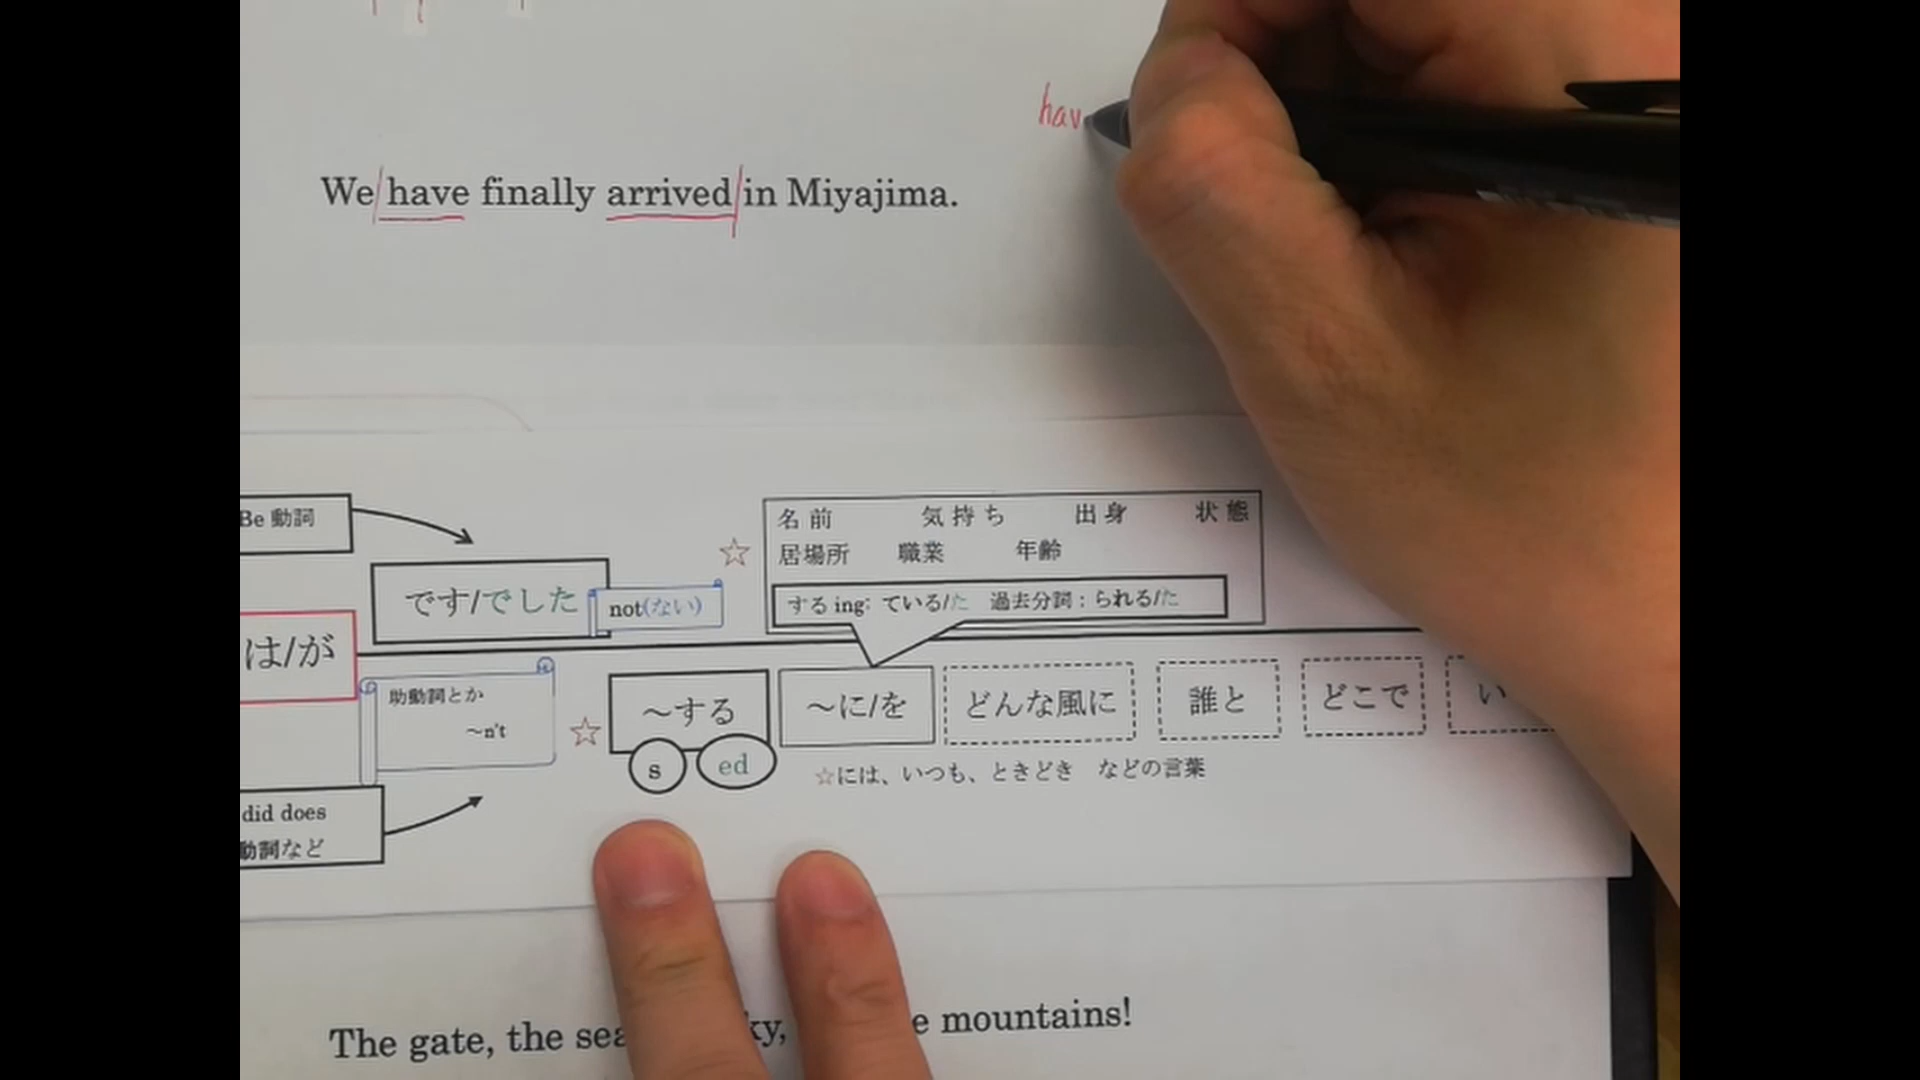 hav
We have finally arrived in Miyajima.
Be 動詞
名前 気持ち 出身 状態
居場所 職業 年齢
です/でした
not(ない)
する ing: ている/た 過去分詞：られる/た
は/が
助動詞とか
～n't
☆
～する
～に/を
どんな風に
誰と
どこで
い
s
ed
☆には、いつも、ときどき などの言葉
did does
動詞など
The gate, the sea ky, e mountains!